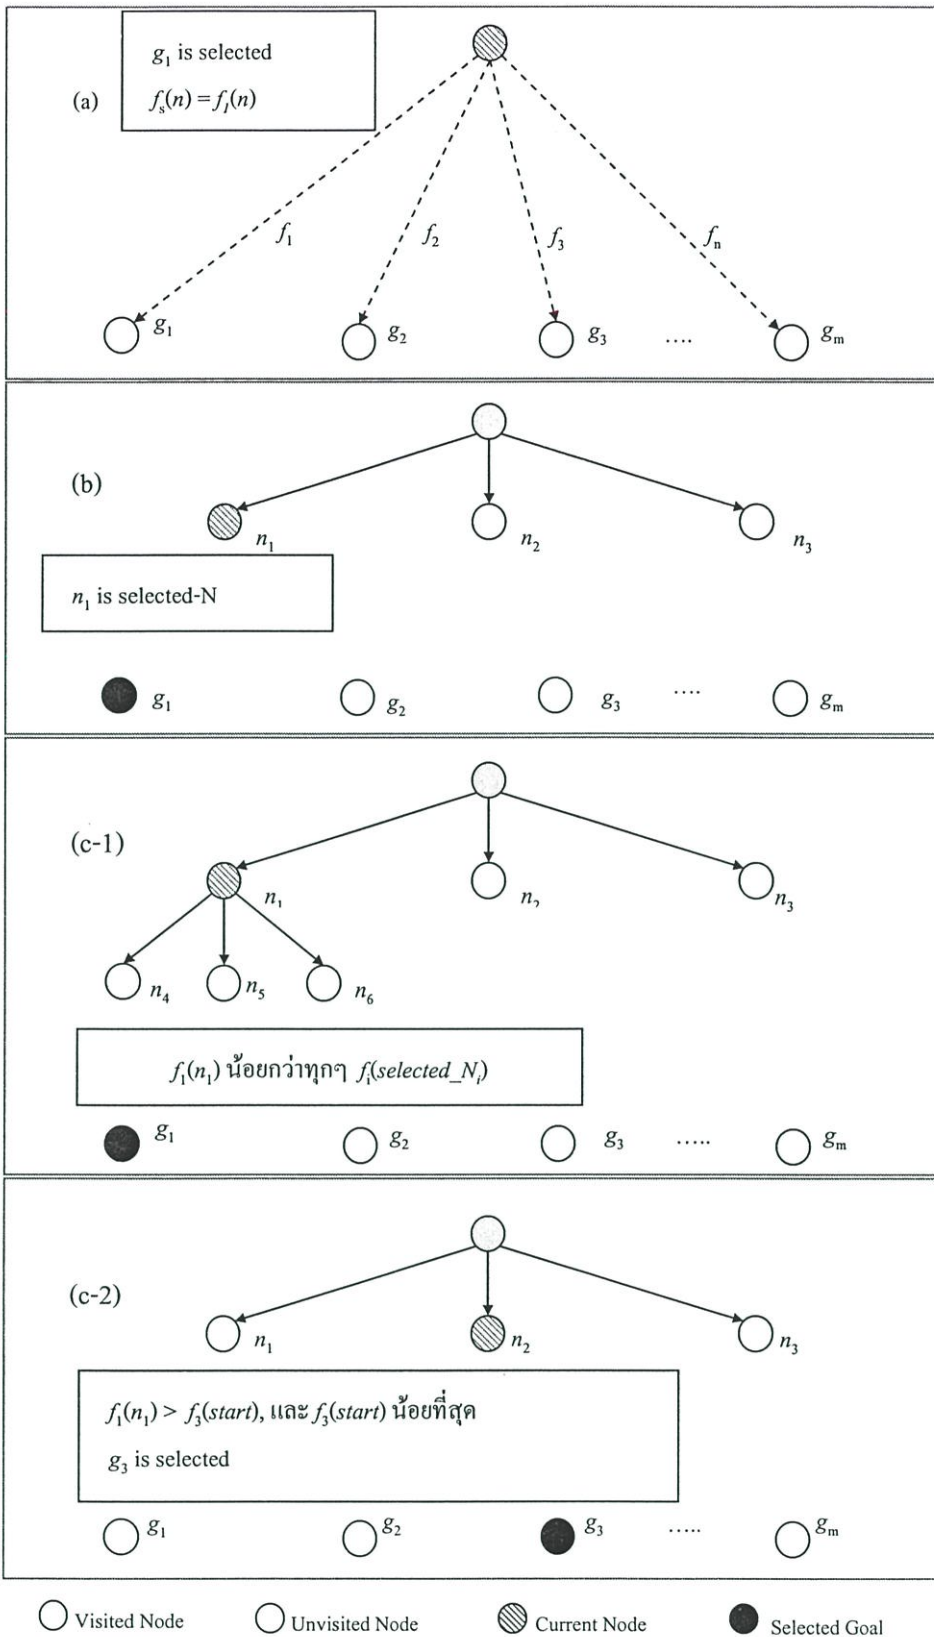 g1 is selected
(a)
fs(n) = f1(n)
f1
f2
f3
fn
g1
g2
g3
....
gm
(b)
n1
n2
n3
n1 is selected-N
g1
g2
g3
....
gm
(c-1)
n1
n2
n3
n4
n5
n6
f1(n1) น้อยกว่าทุกๆ fi(selected_Ni)
g1
g2
g3
.....
gm
(c-2)
n1
n2
n3
f1(n1) > f3(start), และ f3(start) น้อยที่สุด
g3 is selected
g1
g2
g3
.....
gm
Visited Node
Unvisited Node
Current Node
Selected Goal